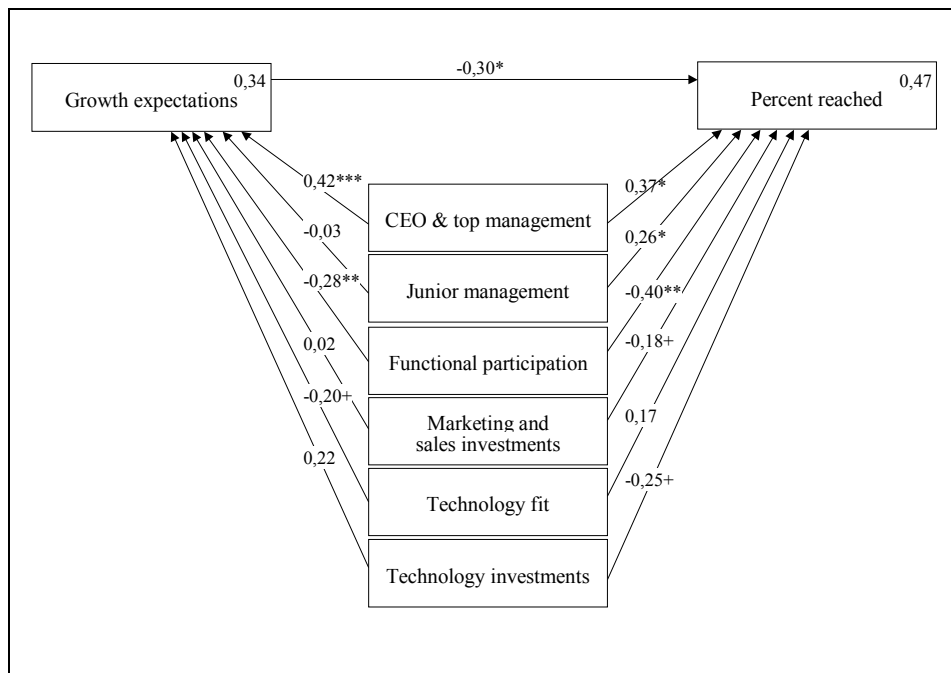 -0,30*
0,34
Growth expectations
0,47
Percent reached
0,42***
CEO & top management
0,37*
-0,03
Junior management
0,26*
-0,28**
Functional participation
-0,40**
0,02
Marketing and
sales investments
-0,18+
-0,20+
Technology fit
0,17
0,22
Technology investments
-0,25+